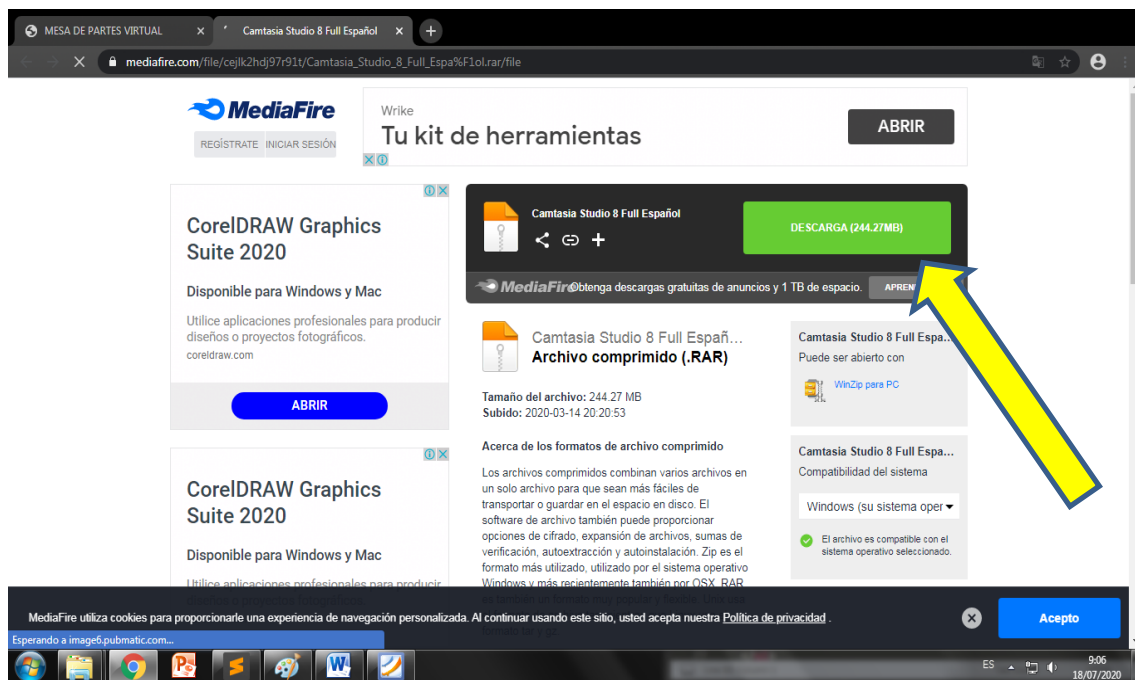 MESA DE PARTES VIRTUAL
Camtasia Studio 8 Full Español
mediafire.com/file/cejlk2hdj97r91t/Camtasia_Studio_8_Full_Espa%F1ol.rar/file
MediaFire
REGÍSTRATE INICIAR SESIÓN
Wrike
Tu kit de herramientas
ABRIR
CorelDRAW Graphics
Suite 2020
Disponible para Windows y Mac
Utilice aplicaciones profesionales para producir
diseños o proyectos fotográficos.
coreldraw.com
ABRIR
CorelDRAW Graphics
Suite 2020
Disponible para Windows y Mac
Utilice aplicaciones profesionales para producir
Camtasia Studio 8 Full Español
DESCARGA (244.27MB)
MediaFire
Obtenga descargas gratuitas de anuncios y 1 TB de espacio.
APREN
Camtasia Studio 8 Full Españ...
Archivo comprimido (.RAR)
Tamaño del archivo: 244.27 MB
Subido: 2020-03-14 20:20:53
Acerca de los formatos de archivo comprimido
Los archivos comprimidos combinan varios archivos en
un solo archivo para que sean más fáciles de
transportar o guardar en el espacio en disco. El
software de archivo también puede proporcionar
opciones de cifrado, expansión de archivos, sumas de
verificación, autoextracción y autoinstalación. Zip es el
formato más utilizado, utilizado por el sistema operativo
Windows y más recientemente también por OSX. RAR
Camtasia Studio 8 Full Espa...
Puede ser abierto con
WinZip para PC
Camtasia Studio 8 Full Espa...
Compatibilidad del sistema
Windows (su sistema oper
El archivo es compatible con el
sistema operativo seleccionado.
MediaFire utiliza cookies para proporcionarle una experiencia de navegación personalizada. Al continuar usando este sitio, usted acepta nuestra Política de privacidad .
Acepto
Esperando a image6.pubmatic.com...
ES
9:06
18/07/2020